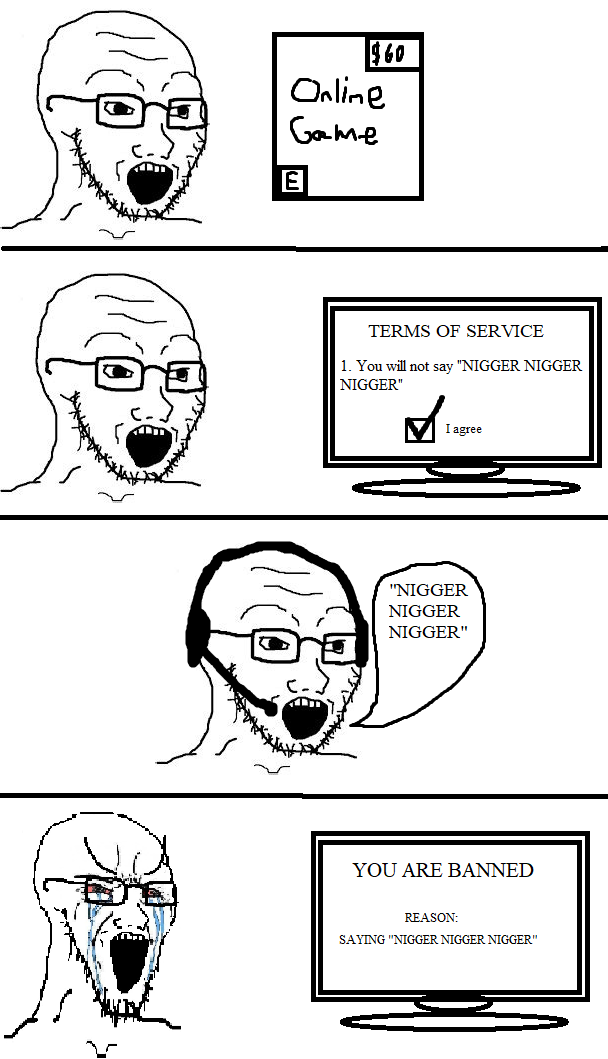 $60
Online
Game
E
TERMS OF SERVICE
1. You will not say "NIGGER NIGGER
NIGGER"
I agree
"NIGGER
NIGGER
NIGGER"
YOU ARE BANNED
REASON:
SAYING "NIGGER NIGGER NIGGER"